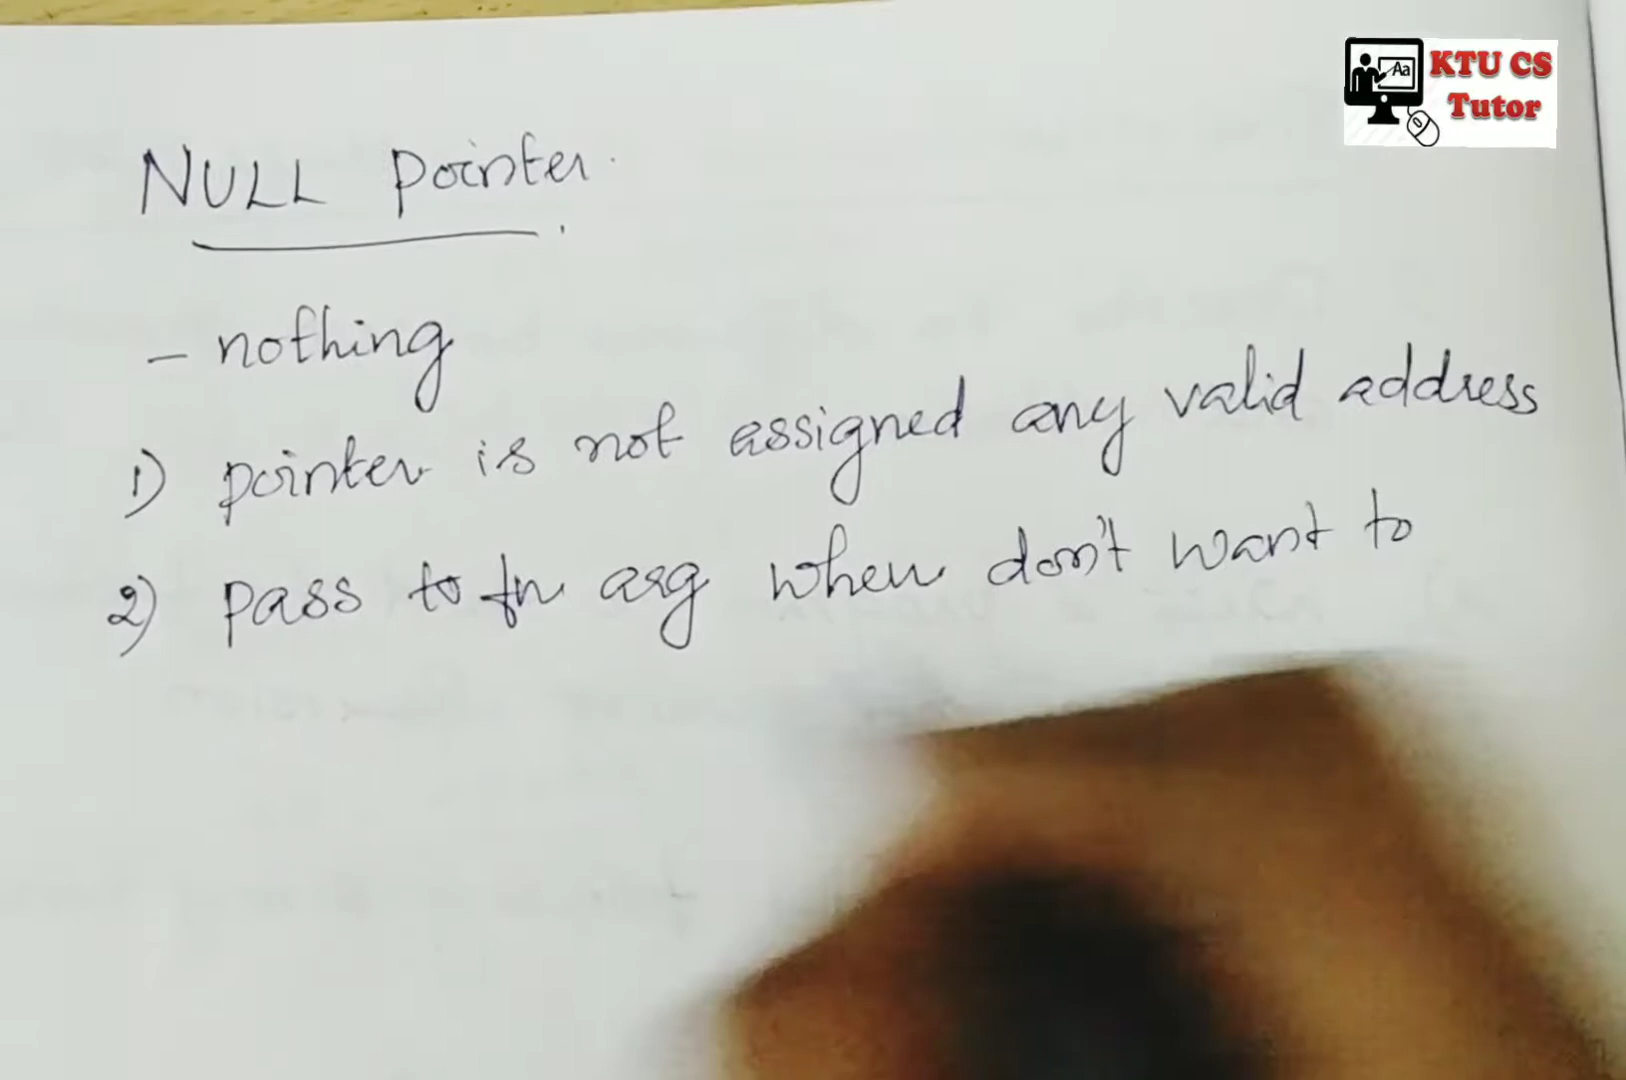 KTU CS
Tutor
Aa
NULL pointer.
- nothing
1) pointer is not assigned any valid address
2) pass to fn arg when don't want to